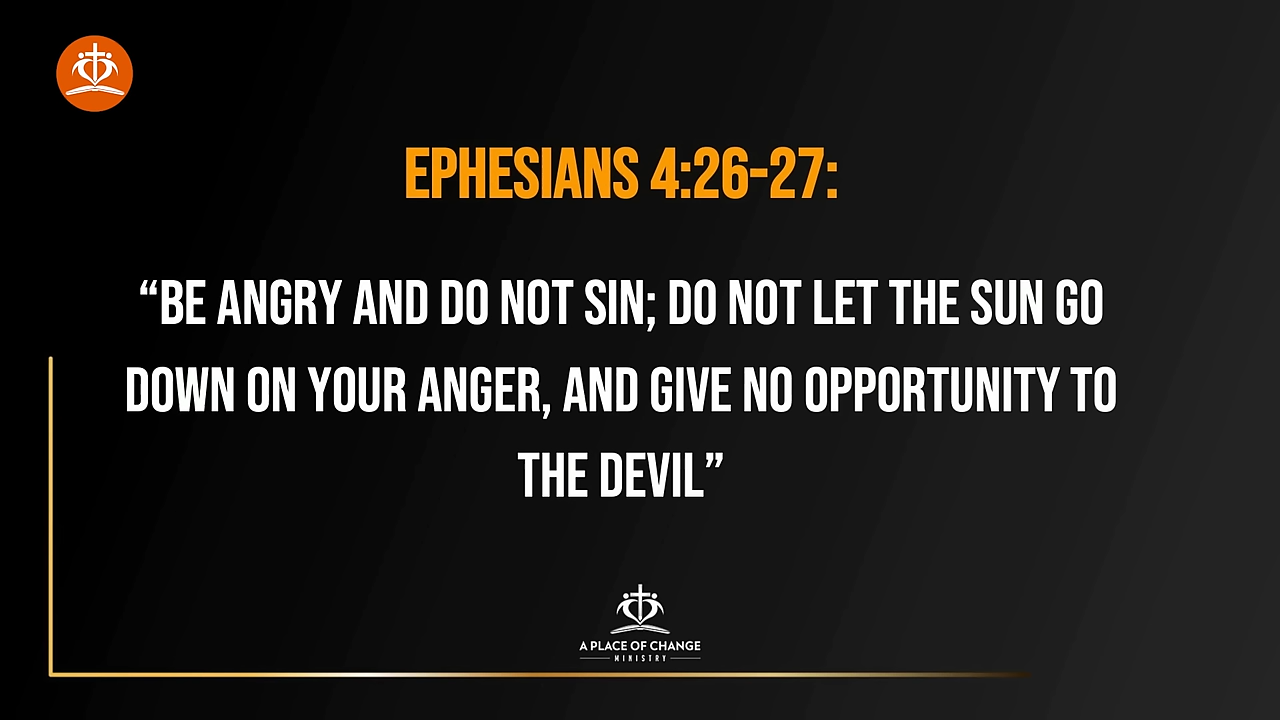 EPHESIANS 4:26-27:
“BE ANGRY AND DO NOT SIN; DO NOT LET THE SUN GO
DOWN ON YOUR ANGER, AND GIVE NO OPPORTUNITY TO
THE DEVIL”
A PLACE OF CHANGE
MINISTRY